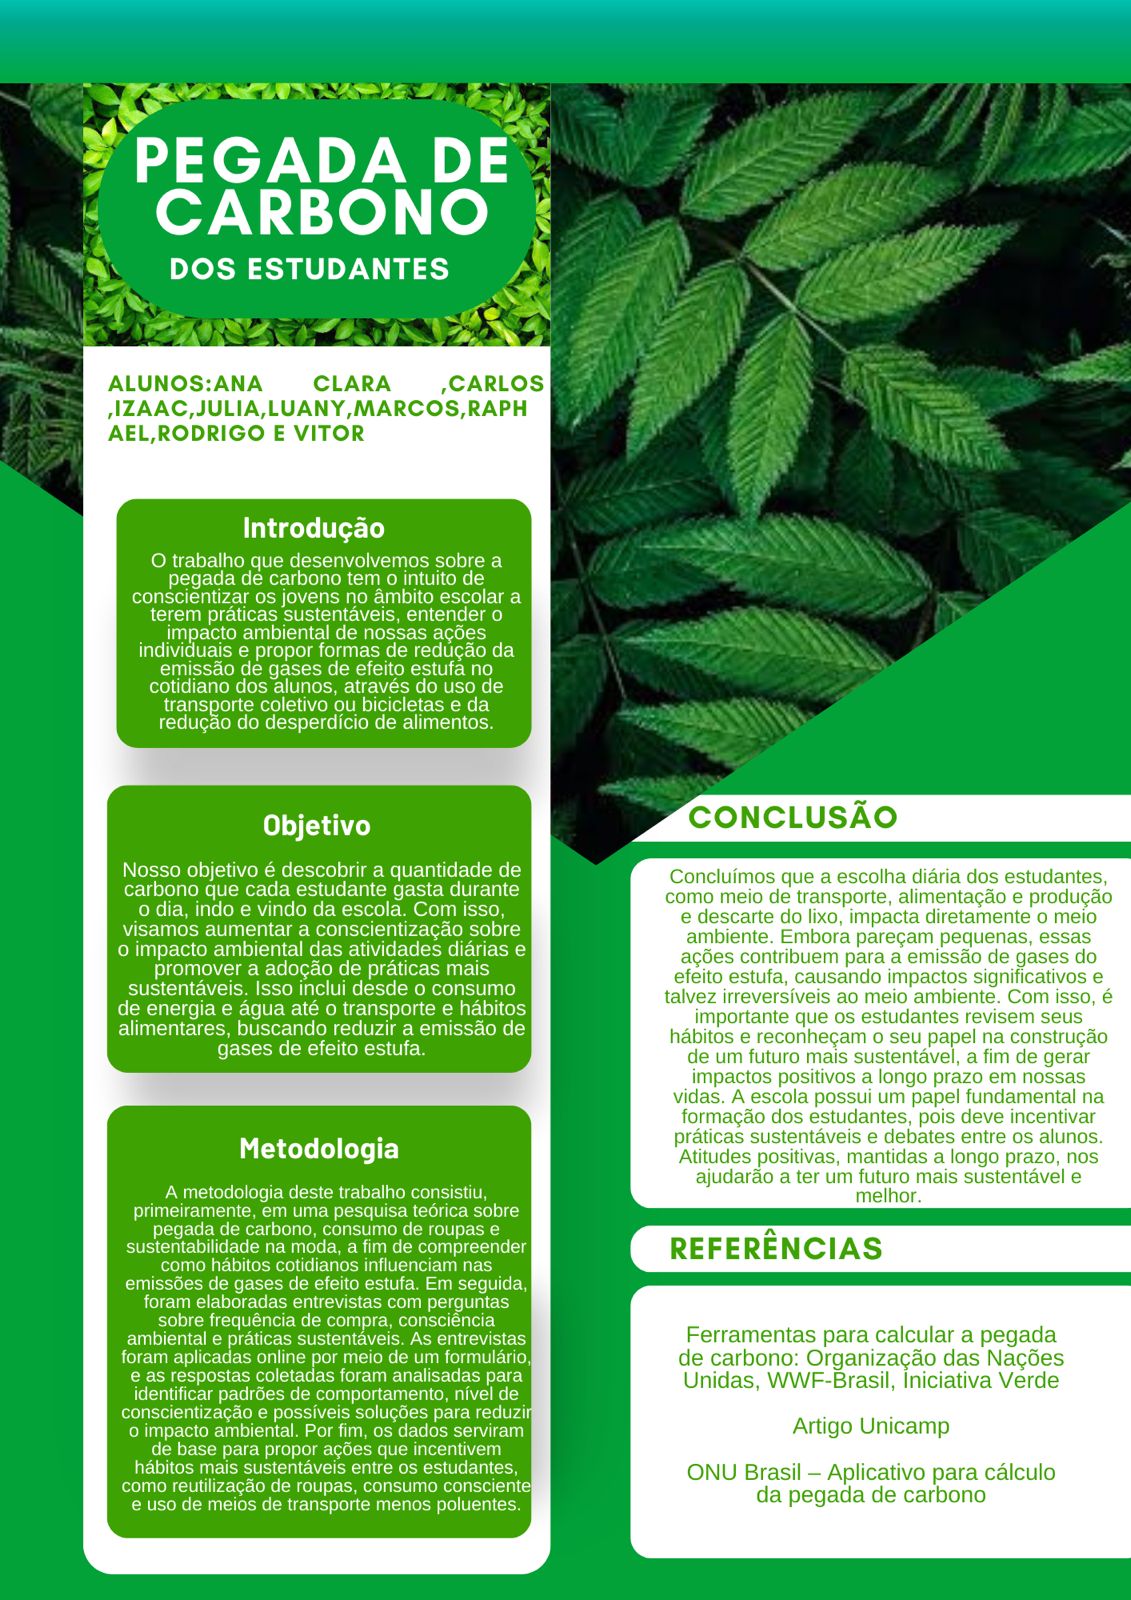 PEGADA DE
CARBONO
DOS ESTUDANTES
ALUNOS:ANA CLARA ,CARLOS
,IZAAC,JULIA,LUANY,MARCOS,RAPH
AEL,RODRIGO E VITOR
Introdução
O trabalho que desenvolvemos sobre a
pegada de carbono tem o intuito de
conscientizar os jovens no âmbito escolar a
terem práticas sustentáveis, entender o
impacto ambiental de nossas ações
individuais e propor formas de redução da
emissão de gases de efeito estufa no
cotidiano dos alunos, através do uso de
transporte coletivo ou bicicletas e da
redução do desperdício de alimentos.
Objetivo
Nosso objetivo é descobrir a quantidade de
carbono que cada estudante gasta durante
o dia, indo e vindo da escola. Com isso,
visamos aumentar a conscientização sobre
o impacto ambiental das atividades diárias e
promover a adoção de práticas mais
sustentáveis. Isso inclui desde o consumo
de energia e água até o transporte e hábitos
alimentares, buscando reduzir a emissão de
gases de efeito estufa.
Metodologia
A metodologia deste trabalho consistiu,
primeiramente, em uma pesquisa teórica sobre
pegada de carbono, consumo de roupas e
sustentabilidade na moda, a fim de compreender
como hábitos cotidianos influenciam nas
emissões de gases de efeito estufa. Em seguida,
foram elaboradas entrevistas com perguntas
sobre frequência de compra, consciência
ambiental e práticas sustentáveis. As entrevistas
foram aplicadas online por meio de um formulário,
e as respostas coletadas foram analisadas para
identificar padrões de comportamento, nível de
conscientização e possíveis soluções para reduzir
o impacto ambiental. Por fim, os dados serviram
de base para propor ações que incentivem
hábitos mais sustentáveis entre os estudantes,
como reutilização de roupas, consumo consciente
e uso de meios de transporte menos poluentes.
CONCLUSÃO
Concluímos que a escolha diária dos estudantes,
como meio de transporte, alimentação e produção
e descarte do lixo, impacta diretamente o meio
ambiente. Embora pareçam pequenas, essas
ações contribuem para a emissão de gases do
efeito estufa, causando impactos significativos e
talvez irreversíveis ao meio ambiente. Com isso, é
importante que os estudantes revisem seus
hábitos e reconheçam o seu papel na construção
de um futuro mais sustentável, a fim de gerar
impactos positivos a longo prazo em nossas
vidas. A escola possui um papel fundamental na
formação dos estudantes, pois deve incentivar
práticas sustentáveis e debates entre os alunos.
Atitudes positivas, mantidas a longo prazo, nos
ajudarão a ter um futuro mais sustentável e
melhor.
REFERÊNCIAS
Ferramentas para calcular a pegada
de carbono: Organização das Nações
Unidas, WWF-Brasil, Iniciativa Verde
Artigo Unicamp
ONU Brasil – Aplicativo para cálculo
da pegada de carbono